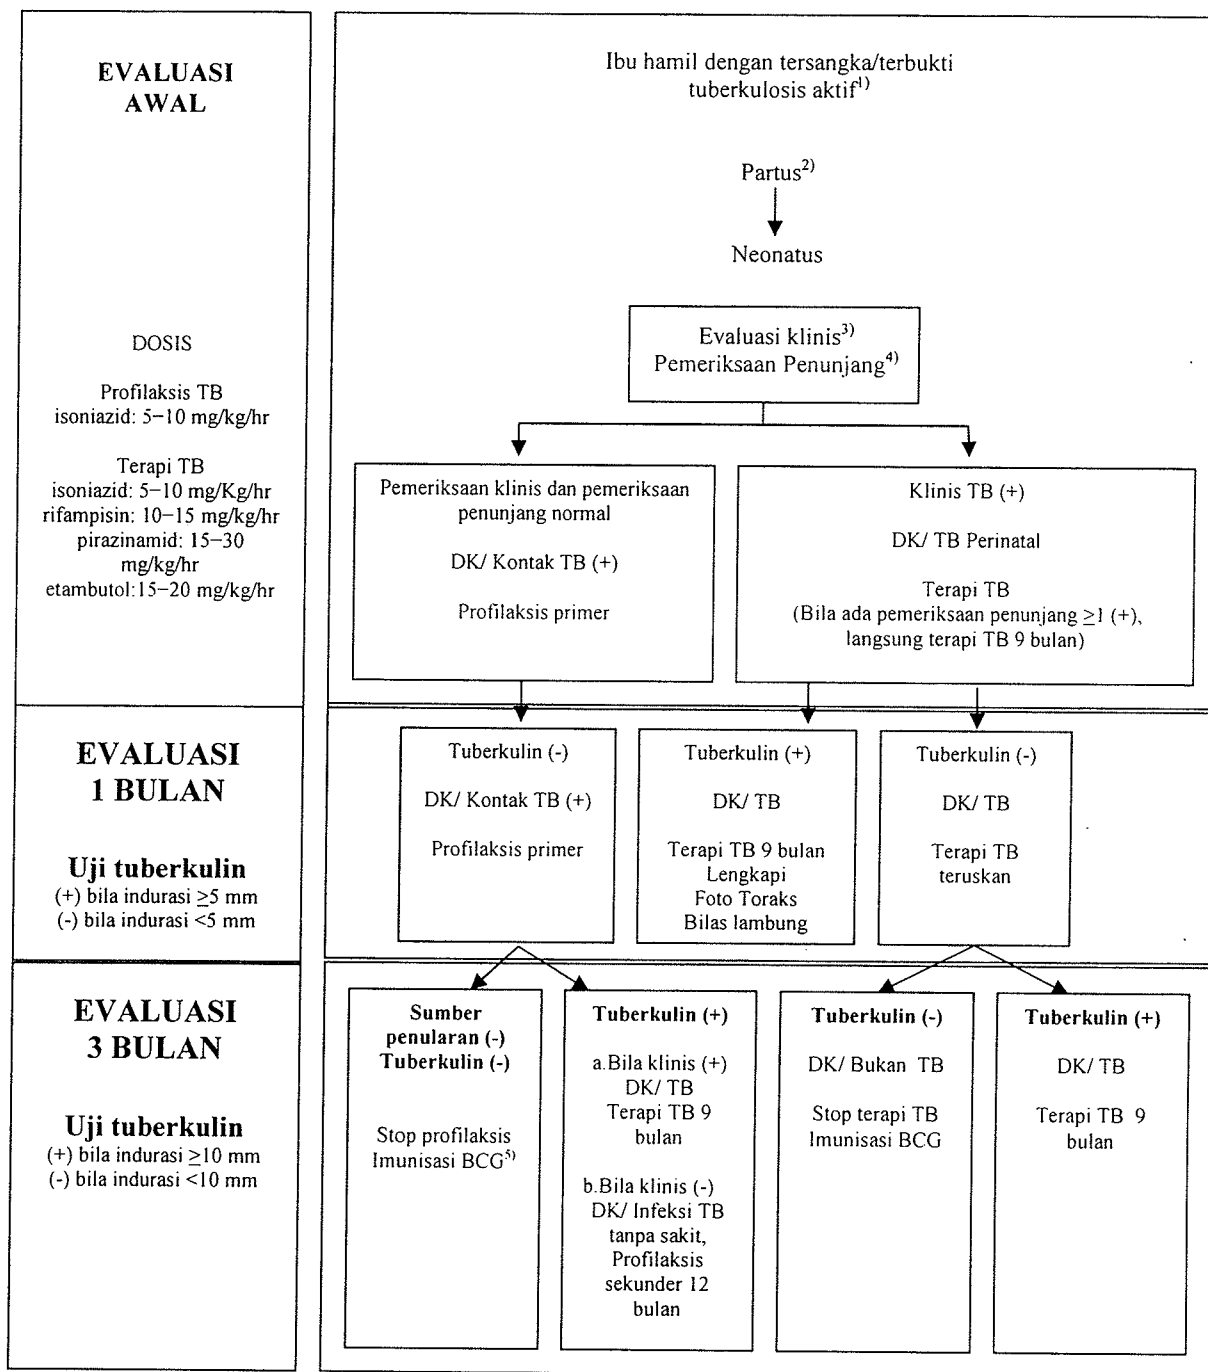 EVALUASI
AWAL
DOSIS
Profilaksis TB
isoniazid: 5–10 mg/kg/hr
Terapi TB
isoniazid: 5–10 mg/Kg/hr
rifampisin: 10–15 mg/kg/hr
pirazinamid: 15–30
mg/kg/hr
etambutol:15–20 mg/kg/hr
Ibu hamil dengan tersangka/terbukti
tuberkulosis aktif1)
Partus2)
Neonatus
Evaluasi klinis3)
Pemeriksaan Penunjang4)
Pemeriksaan klinis dan pemeriksaan
penunjang normal
DK/ Kontak TB (+)
Profilaksis primer
Klinis TB (+)
DK/ TB Perinatal
Terapi TB
(Bila ada pemeriksaan penunjang ≥1 (+),
langsung terapi TB 9 bulan)
EVALUASI
1 BULAN
Uji tuberkulin
(+) bila indurasi ≥5 mm
(-) bila indurasi <5 mm
Tuberkulin (-)
DK/ Kontak TB (+)
Profilaksis primer
Tuberkulin (+)
DK/ TB
Terapi TB 9 bulan
Lengkapi
Foto Toraks
Bilas lambung
Tuberkulin (-)
DK/ TB
Terapi TB
teruskan
EVALUASI
3 BULAN
Uji tuberkulin
(+) bila indurasi ≥10 mm
(-) bila indurasi <10 mm
Sumber
penularan (-)
Tuberkulin (-)
Stop profilaksis
Imunisasi BCG5)
Tuberkulin (+)
a.Bila klinis (+)
DK/ TB
Terapi TB 9
bulan
b.Bila klinis (-)
DK/ Infeksi TB
tanpa sakit,
Profilaksis
sekunder 12
bulan
Tuberkulin (-)
DK/ Bukan TB
Stop terapi TB
Imunisasi BCG
Tuberkulin (+)
DK/ TB
Terapi TB 9
bulan